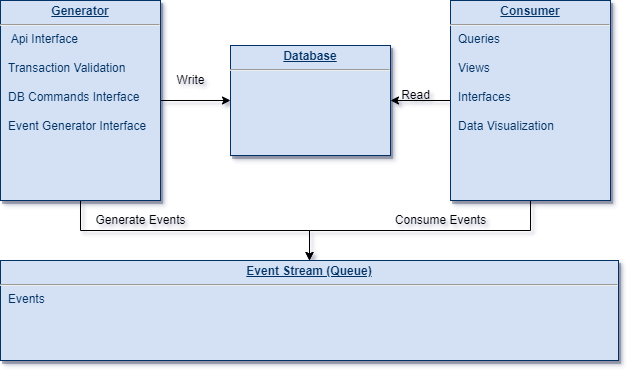 Generator
Api Interface
Transaction Validation
DB Commands Interface
Event Generator Interface
Write
Database
Read
Consumer
Queries
Views
Interfaces
Data Visualization
Generate Events
Consume Events
Event Stream (Queue)
Events